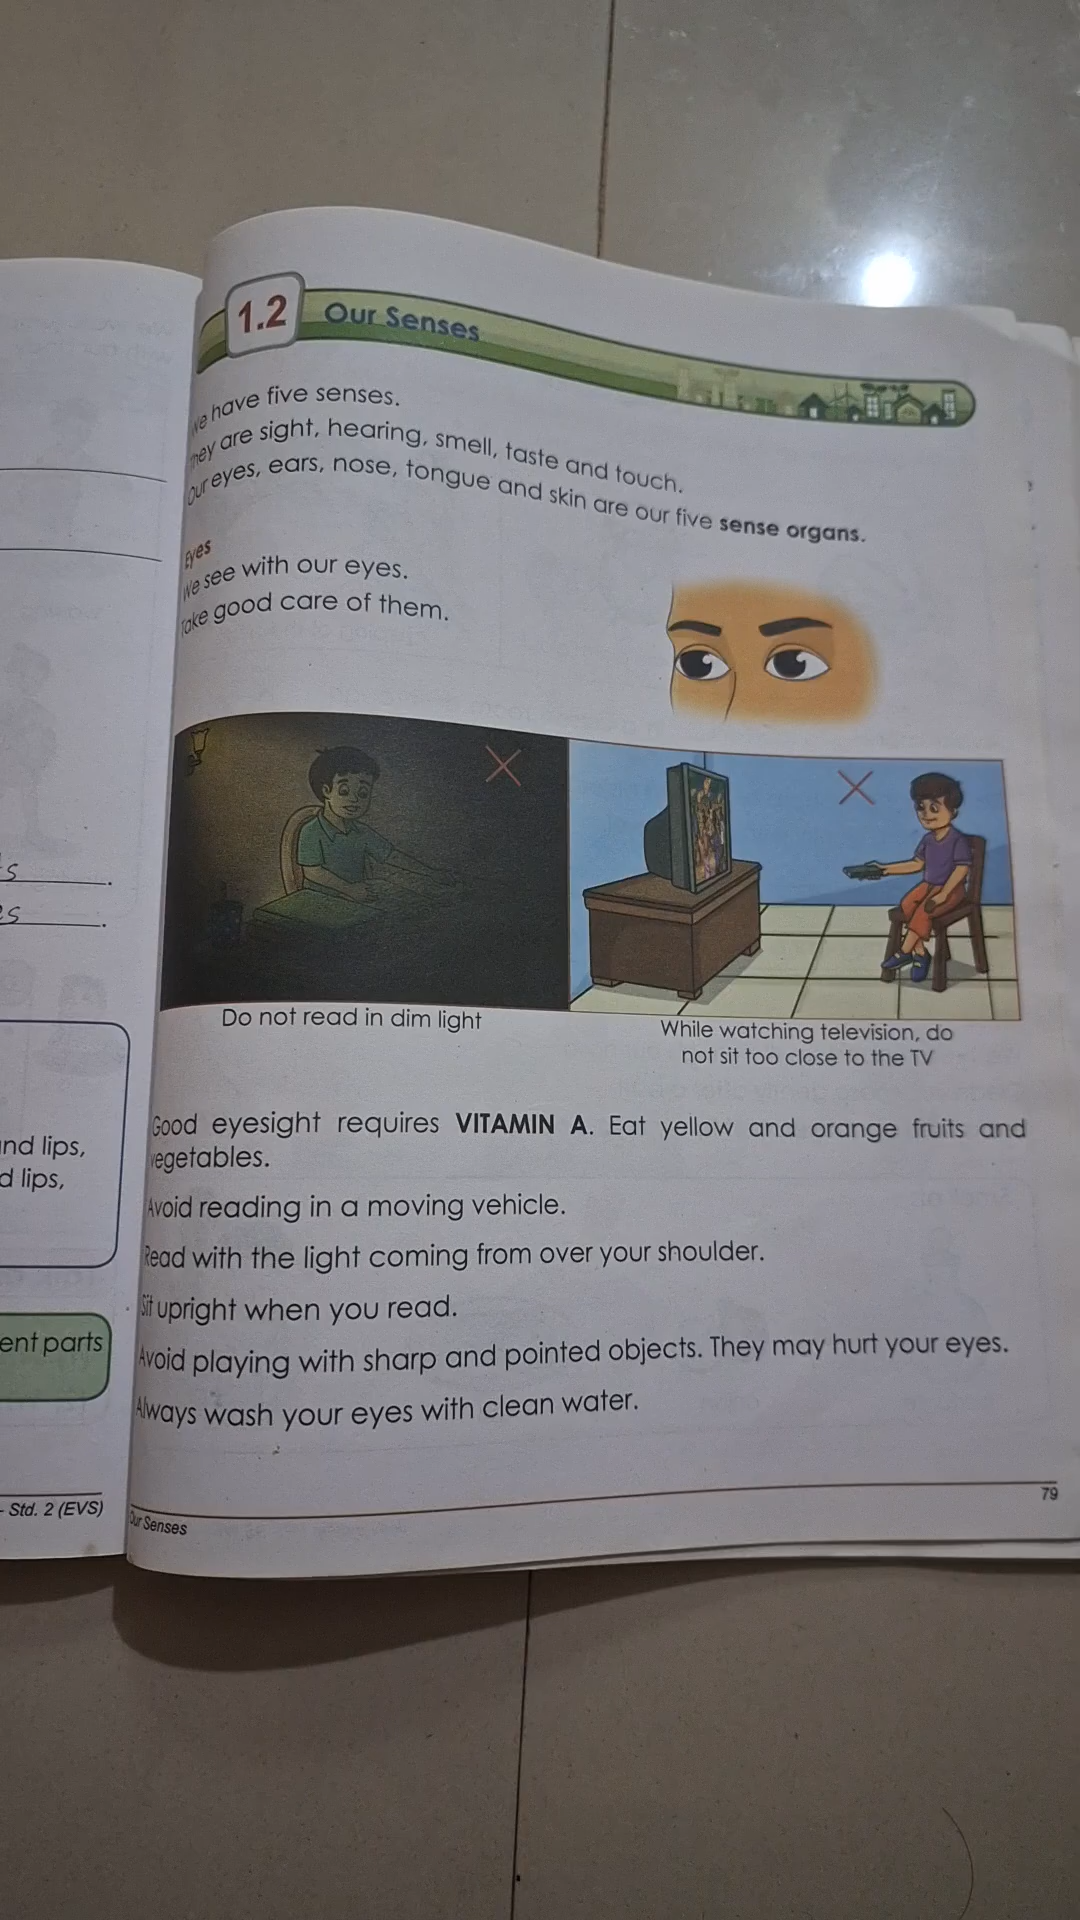 1.2 Our Senses
We have five senses.
They are sight, hearing, smell, taste and touch.
Our eyes, ears, nose, tongue and skin are our five sense organs.
Eyes
We see with our eyes.
Take good care of them.
Do not read in dim light
While watching television, do
not sit too close to the TV
Good eyesight requires VITAMIN A. Eat yellow and orange fruits and
vegetables.
Avoid reading in a moving vehicle.
Read with the light coming from over your shoulder.
Sit upright when you read.
Avoid playing with sharp and pointed objects. They may hurt your eyes.
Always wash your eyes with clean water.
Our Senses
79
s
es
and lips,
d lips,
ent parts
- Std. 2 (EVS)